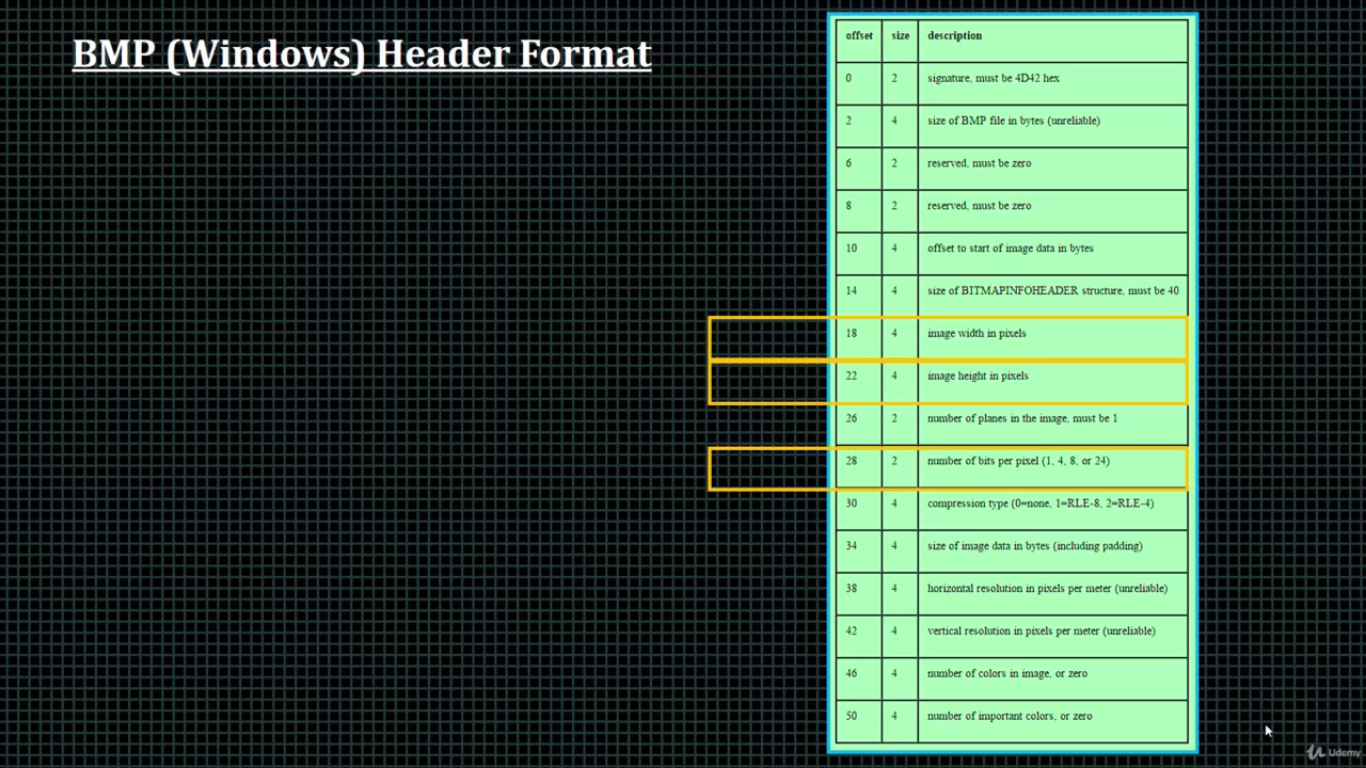 BMP (Windows) Header Format
offset size description
0 2 signature, must be 4D42 hex
2 4 size of BMP file in bytes (unreliable)
6 2 reserved, must be zero
8 2 reserved, must be zero
10 4 offset to start of image data in bytes
14 4 size of BITMAPINFOHEADER structure, must be 40
18 4 image width in pixels
22 4 image height in pixels
26 2 number of planes in the image, must be 1
28 2 number of bits per pixel (1, 4, 8, or 24)
30 4 compression type (0=none, 1=RLE-8, 2=RLE-4)
34 4 size of image data in bytes (including padding)
38 4 horizontal resolution in pixels per meter (unreliable)
42 4 vertical resolution in pixels per meter (unreliable)
46 4 number of colors in image, or zero
50 4 number of important colors, or zero
Udemy